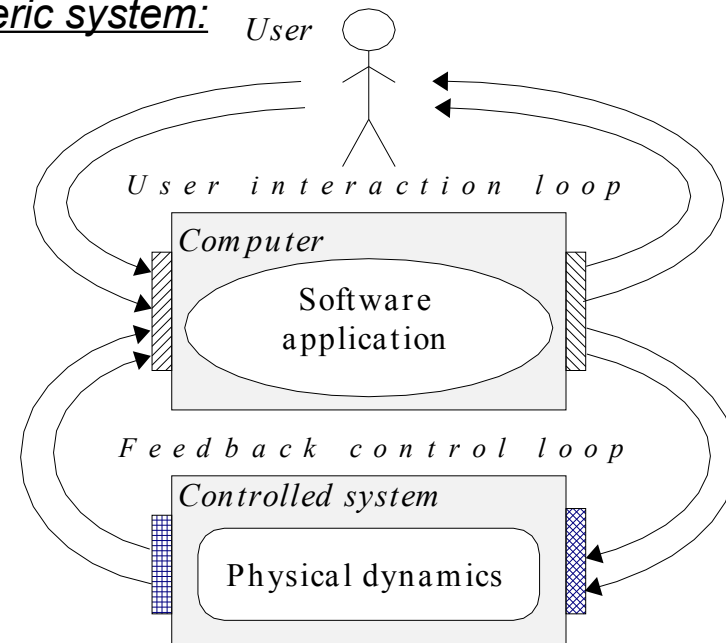 eric system:
User
User interaction loop
Computer
Software
application
Feedback control loop
Controlled system
Physical dynamics